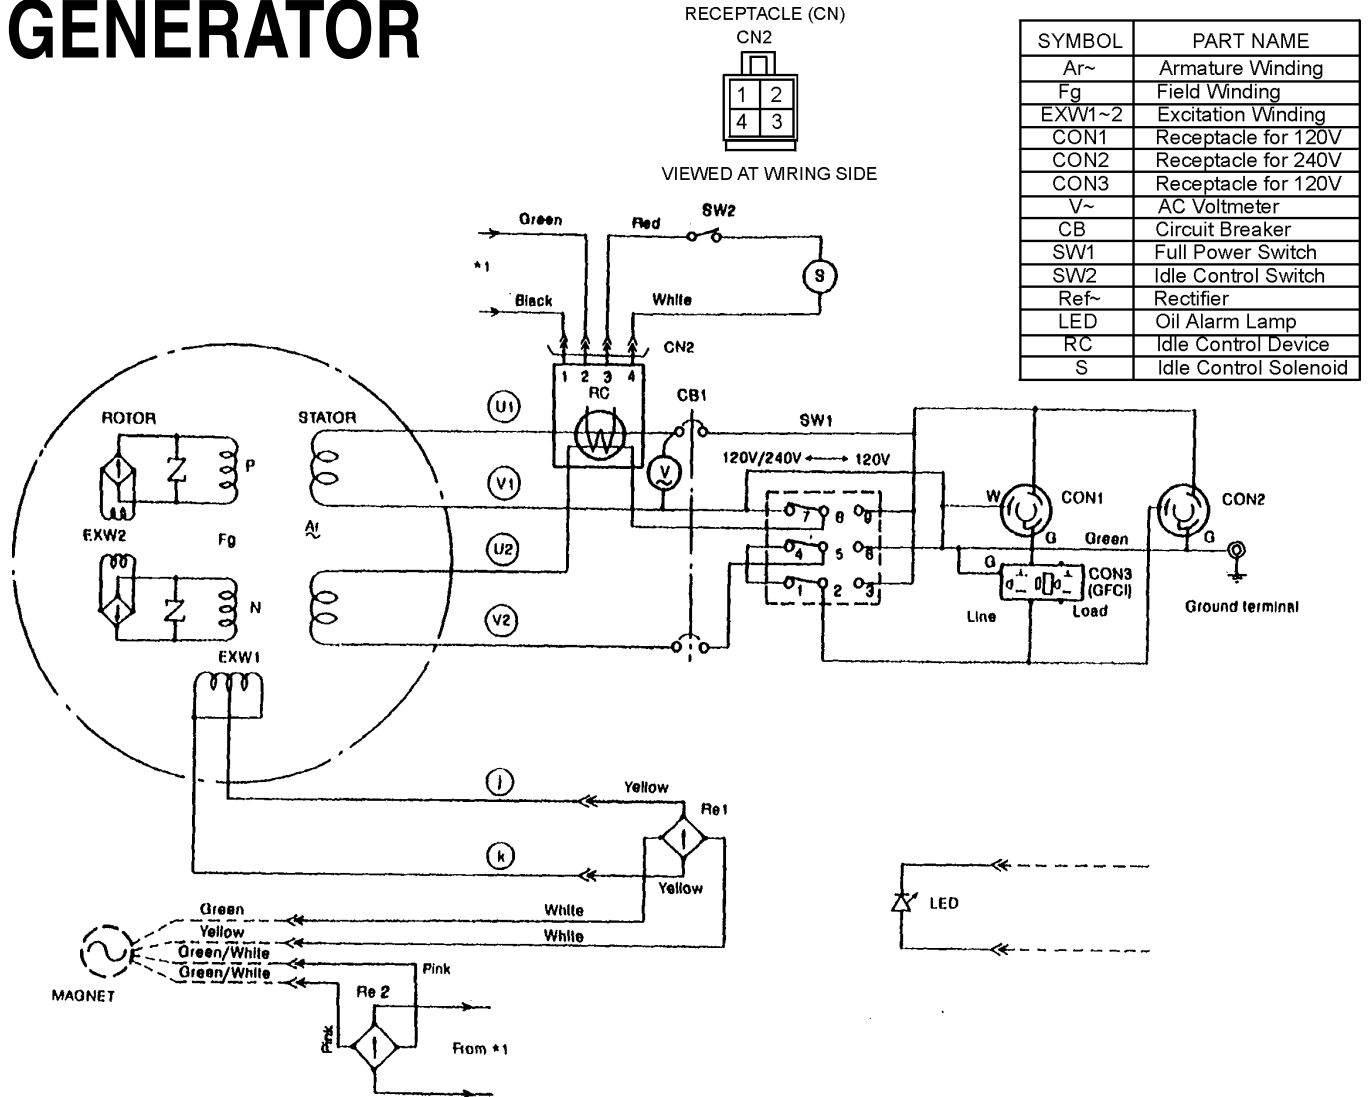 GENERATOR
RECEPTACLE (CN)
CN2
1 2
4 3
VIEWED AT WIRING SIDE
SYMBOL PART NAME
Ar~ Armature Winding
Fg Field Winding
EXW1~2 Excitation Winding
CON1 Receptacle for 120V
CON2 Receptacle for 240V
CON3 Receptacle for 120V
V~ AC Voltmeter
CB Circuit Breaker
SW1 Full Power Switch
SW2 Idle Control Switch
Ref~ Rectifier
LED Oil Alarm Lamp
RC Idle Control Device
S Idle Control Solenoid
Green
Red
SW2
*1
S
Black
White
CN2
1 2 3 4
RC
CB1
U1
ROTOR
STATOR
SW1
120V/240V
120V
P
V
V1
W
CON1
CON2
7 8 9
EXW2
Fg
Ar
U2
4 5 6
G
Green
G
G
CON3
(GFCI)
N
1 2 3
Line
Load
Ground terminal
V2
EXW1
j
Yellow
Re1
k
Yellow
LED
Green
White
Yellow
White
Green/White
Pink
Green/White
MAGNET
Re 2
Pink
From *1